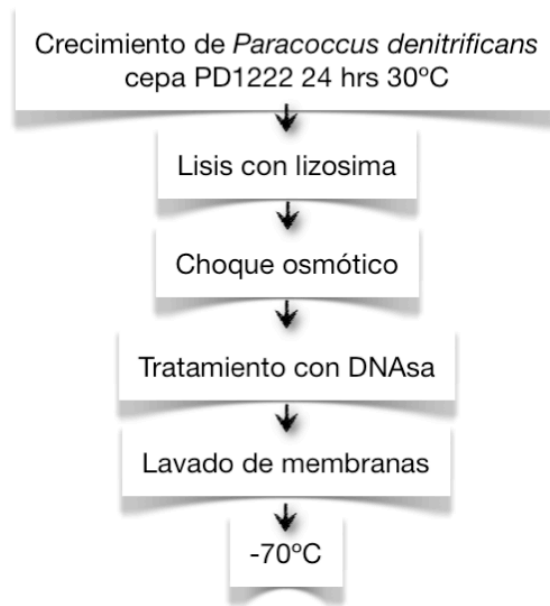 Crecimiento de Paracoccus denitrificans
cepa PD1222 24 hrs 30ºC
Lisis con lizosima
Choque osmótico
Tratamiento con DNAsa
Lavado de membranas
-70ºC